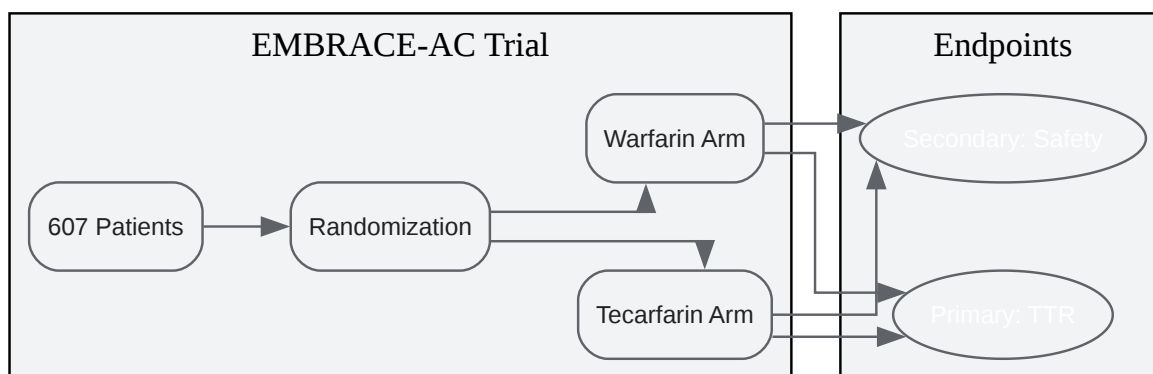 EMBRACE-AC Trial
Endpoints
Warfarin Arm
Secondary: Safety
607 Patients
Randomization
Tecarfarin Arm
Primary: TTR